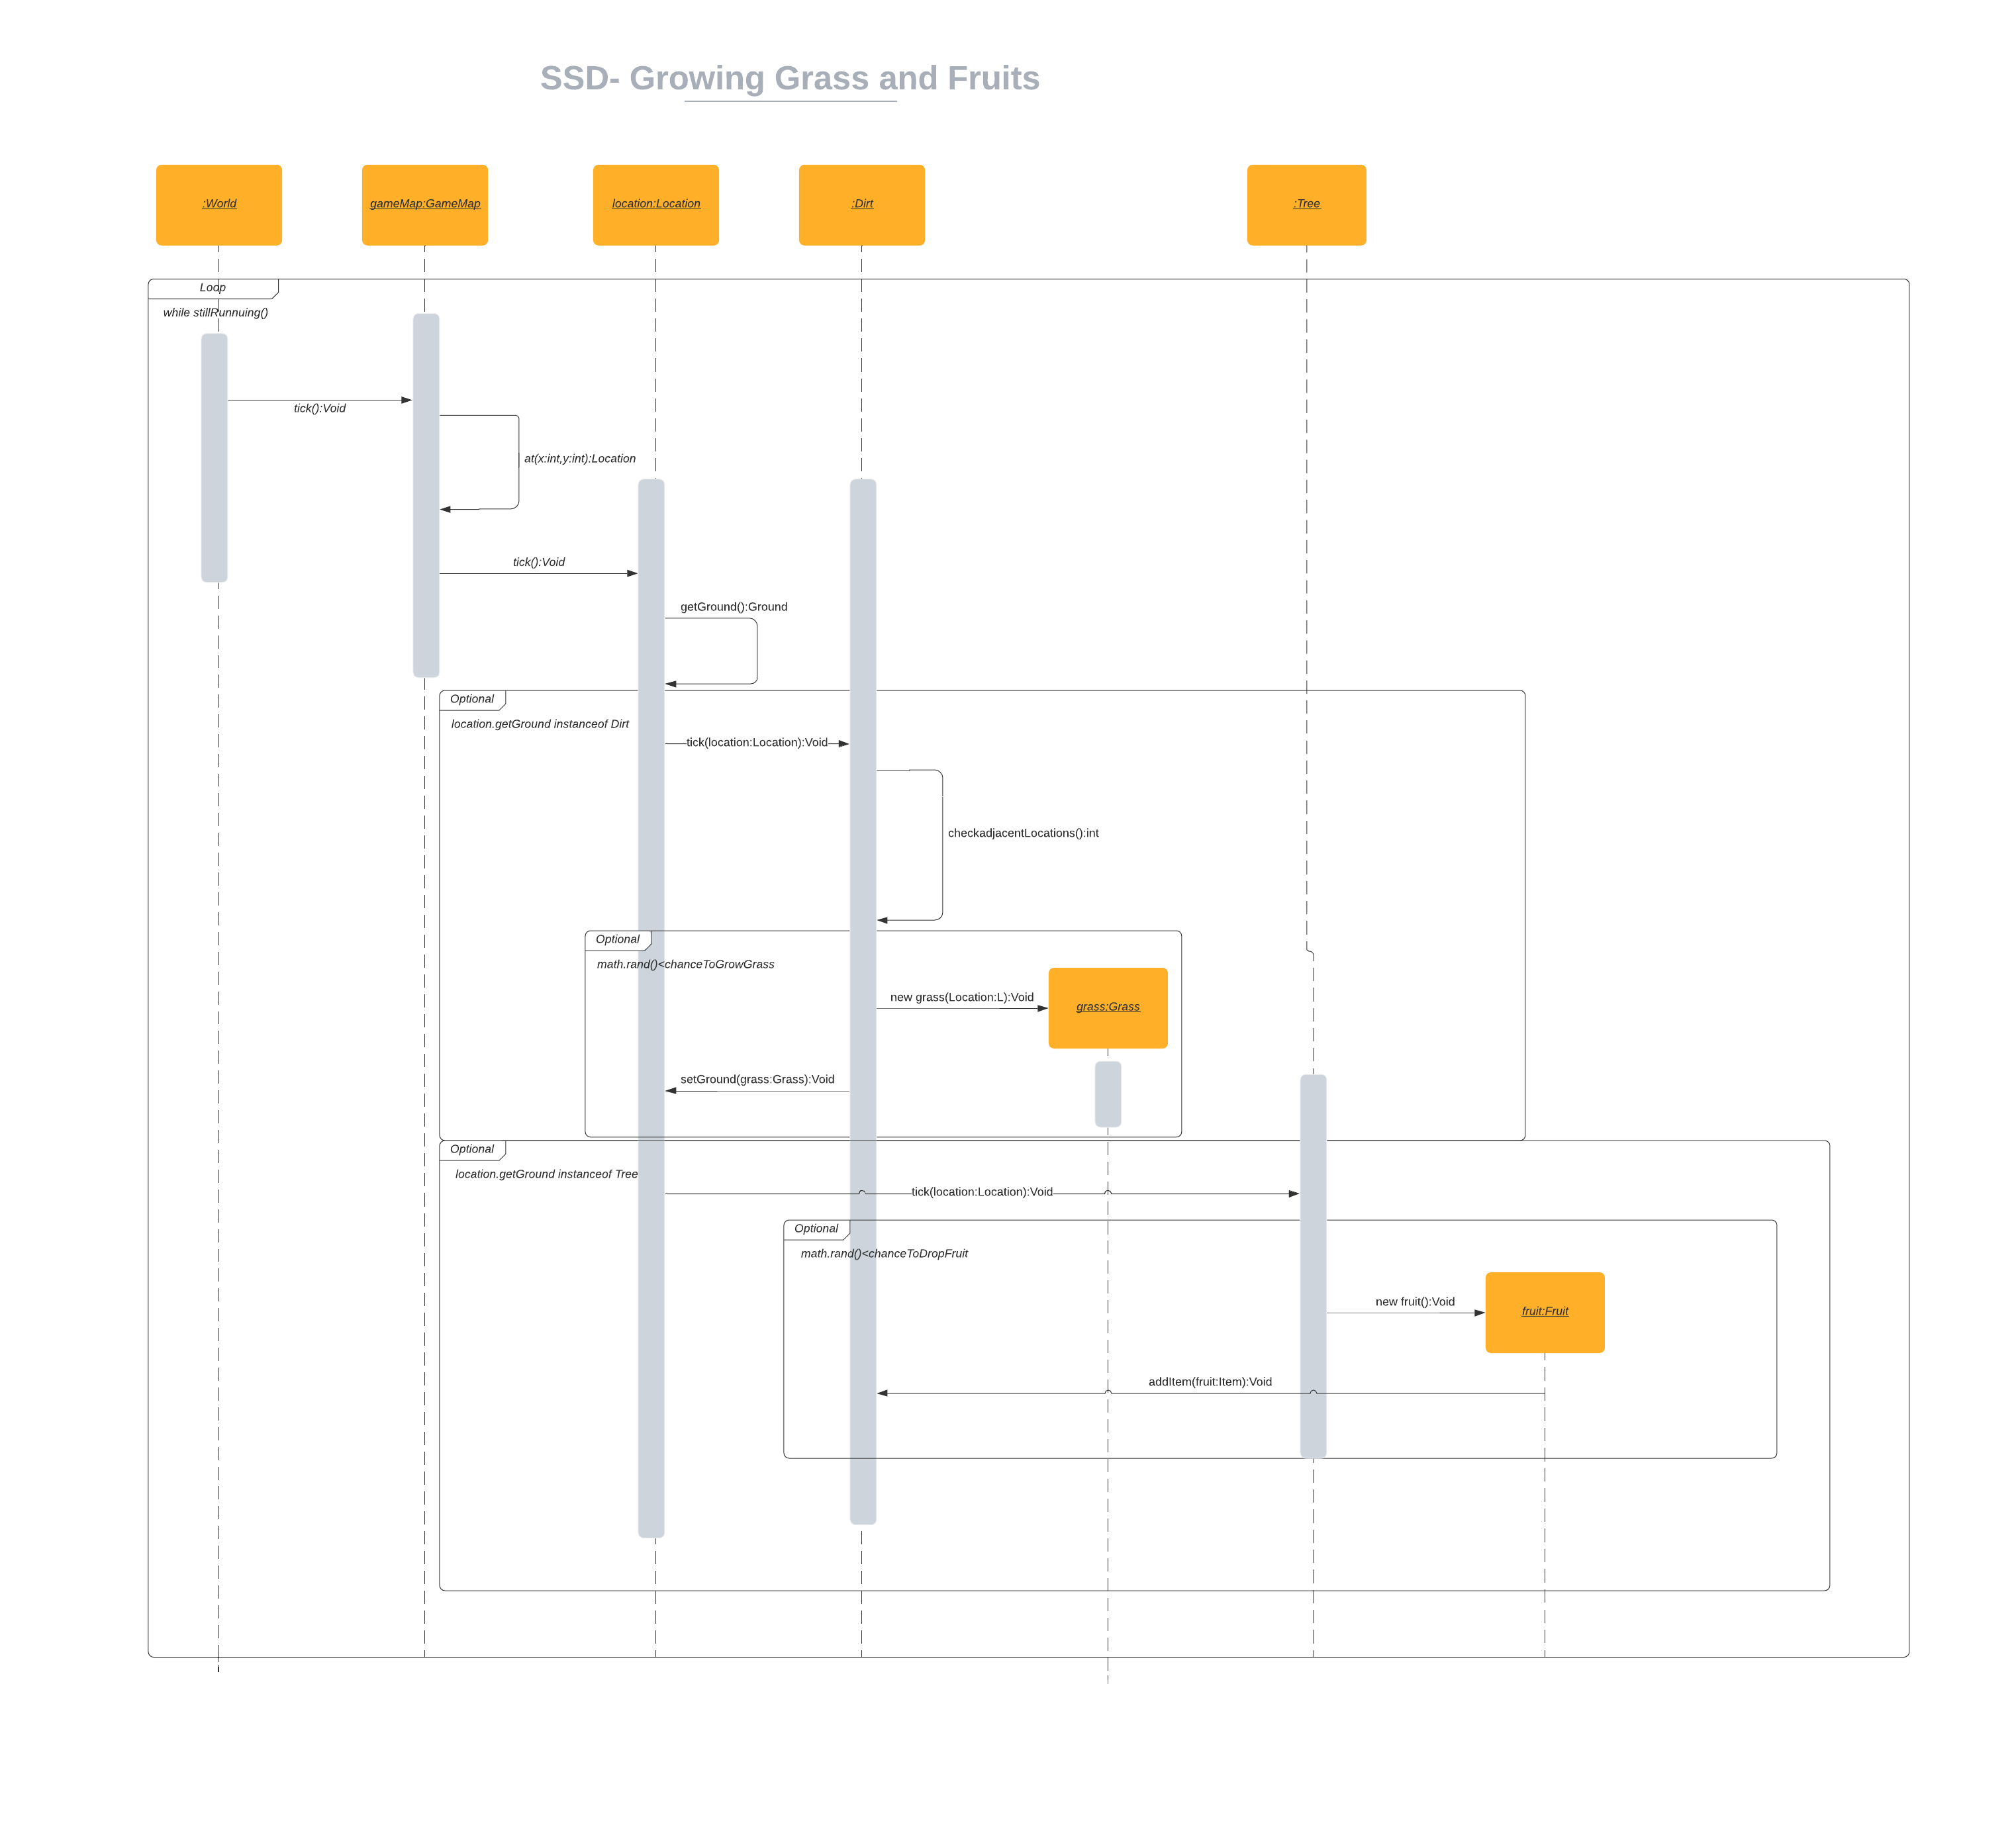 SSD- Growing Grass and Fruits
:World
gameMap:GameMap
location:Location
:Dirt
:Tree
Loop
while stillRunnuing()
tick():Void
at(x:int,y:int):Location
tick():Void
getGround():Ground
Optional
location.getGround instanceof Dirt
tick(location:Location):Void
checkadjacentLocations():int
Optional
math.rand()<chanceToGrowGrass
new grass(Location:L):Void
grass:Grass
setGround(grass:Grass):Void
Optional
location.getGround instanceof Tree
tick(location:Location):Void
Optional
math.rand()<chanceToDropFruit
new fruit():Void
fruit:Fruit
addItem(fruit:Item):Void